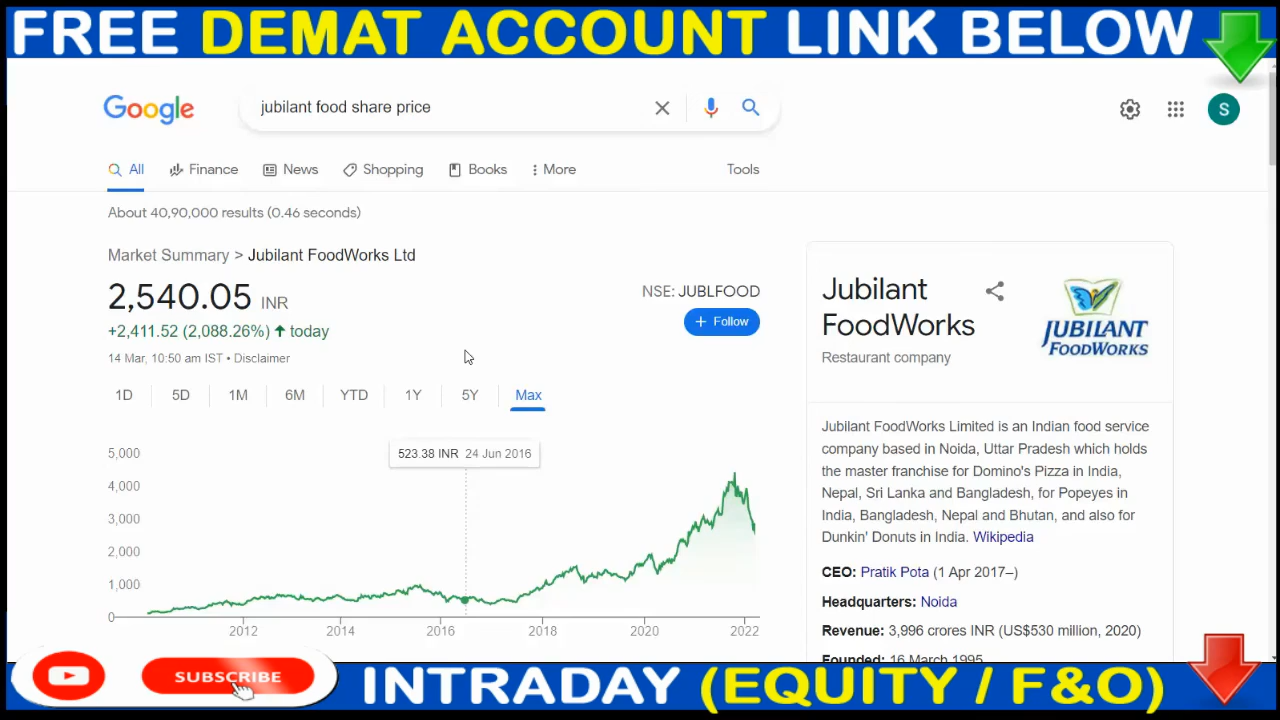 FREE DEMAT ACCOUNT LINK BELOW
Google
jubilant food share price
S
All
Finance
News
Shopping
Books
More
Tools
About 40,90,000 results (0.46 seconds)
Market Summary > Jubilant FoodWorks Ltd
2,540.05 INR
+2,411.52 (2,088.26%) today
14 Mar, 10:50 am IST • Disclaimer
NSE: JUBLFOOD
+ Follow
1D
5D
1M
6M
YTD
1Y
5Y
Max
523.38 INR 24 Jun 2016
5,000
4,000
3,000
2,000
1,000
0
2012
2014
2016
2018
2020
2022
Jubilant
FoodWorks
Restaurant company
JUBILANT
FOODWORKS
Jubilant FoodWorks Limited is an Indian food service
company based in Noida, Uttar Pradesh which holds
the master franchise for Domino's Pizza in India,
Nepal, Sri Lanka and Bangladesh, for Popeyes in
India, Bangladesh, Nepal and Bhutan, and also for
Dunkin' Donuts in India. Wikipedia
CEO: Pratik Pota (1 Apr 2017–)
Headquarters: Noida
Revenue: 3,996 crores INR (US$530 million, 2020)
Founded: 16 March 1995
SUBSCRIBE
INTRADAY (EQUITY / F&O)